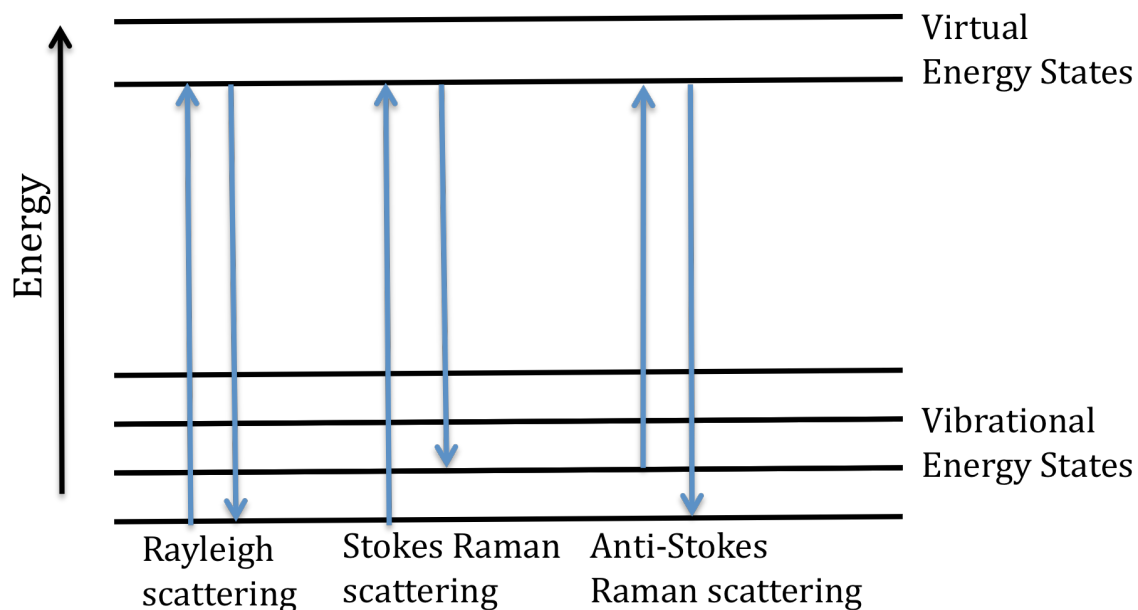 Virtual
Energy States
Energy
Vibrational
Energy States
Rayleigh
scattering
Stokes Raman
scattering
Anti-Stokes
Raman scattering